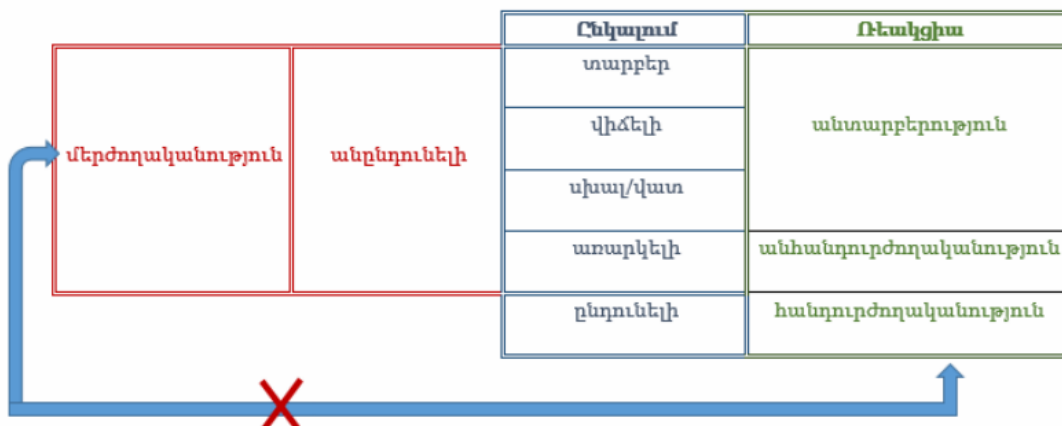 Ընկալում Ռեակցիա
տարբեր
վիճելի անտարբերություն
մերժողականություն անընդունելի
սխալ/վատ
առարկելի անհանդուրժողականություն
ընդունելի հանդուրժողականություն